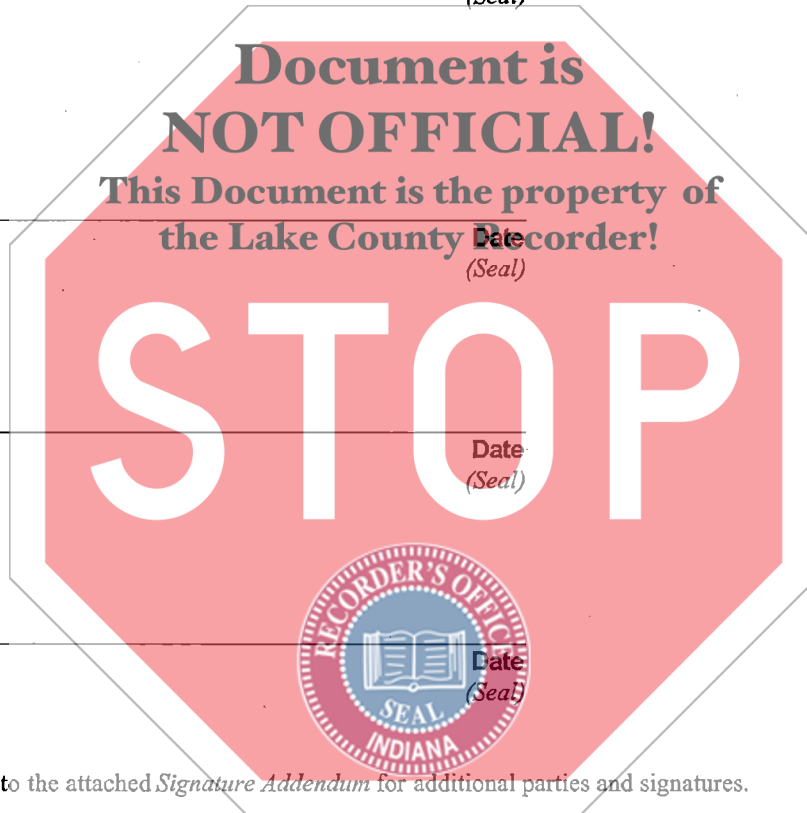 (Seal)
Document is
NOT OFFICIAL!
This Document is the property of
the Lake County Recorder!
Date
(Seal)
STOP
Date
(Seal)
RECORDER'S OFFICE
SEAL
INDIANA
Date
(Seal)
to the attached Signature Addendum for additional parties and signatures.